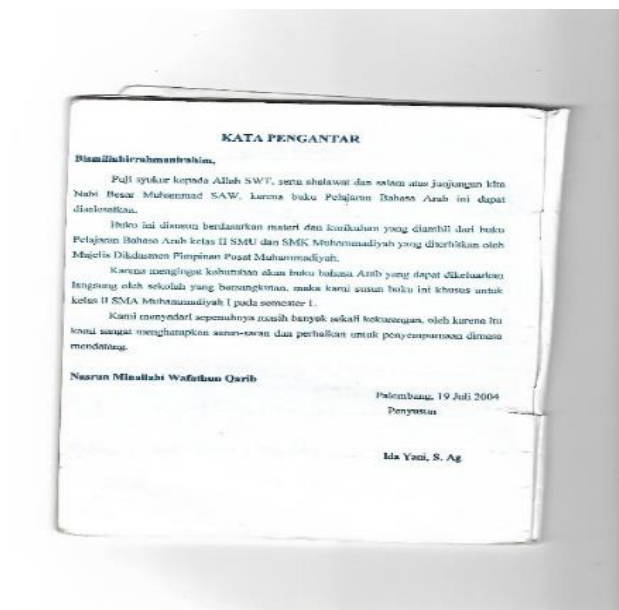 KATA PENGANTAR
Bismillahirrahmanirrahim,
Puji syukur kepada Allah SWT, serta shalawat dan salam atas junjungan kita
Nabi Besar Muhammad SAW, karena buku Pelajaran Bahasa Arab ini dapat
diselesaikan.
Buku ini disusun berdasarkan materi dan kurikulum yang diambil dari buku
Pelajaran Bahasa Arab kelas II SMU dan SMK Muhammadiyah yang diterbitkan oleh
Majelis Dikdasmen Pimpinan Pusat Muhammadiyah.
Karena mengingat kebutuhan akan buku bahasa Arab yang dapat dikeluarkan
langsung oleh sekolah yang bersangkutan, maka kami susun buku ini khusus untuk
kelas II SMA Muhammadiyah I pada semester 1.
Kami menyadari sepenuhnya masih banyak sekali kekurangan, oleh karena itu
kami sangat mengharapkan saran-saran dan perbaikan untuk penyempurnaan dimasa
mendatang.
Nasrun Minallahi Wafathun Qarib
Palembang, 19 Juli 2004
Penyusun
Ida Yani, S. Ag